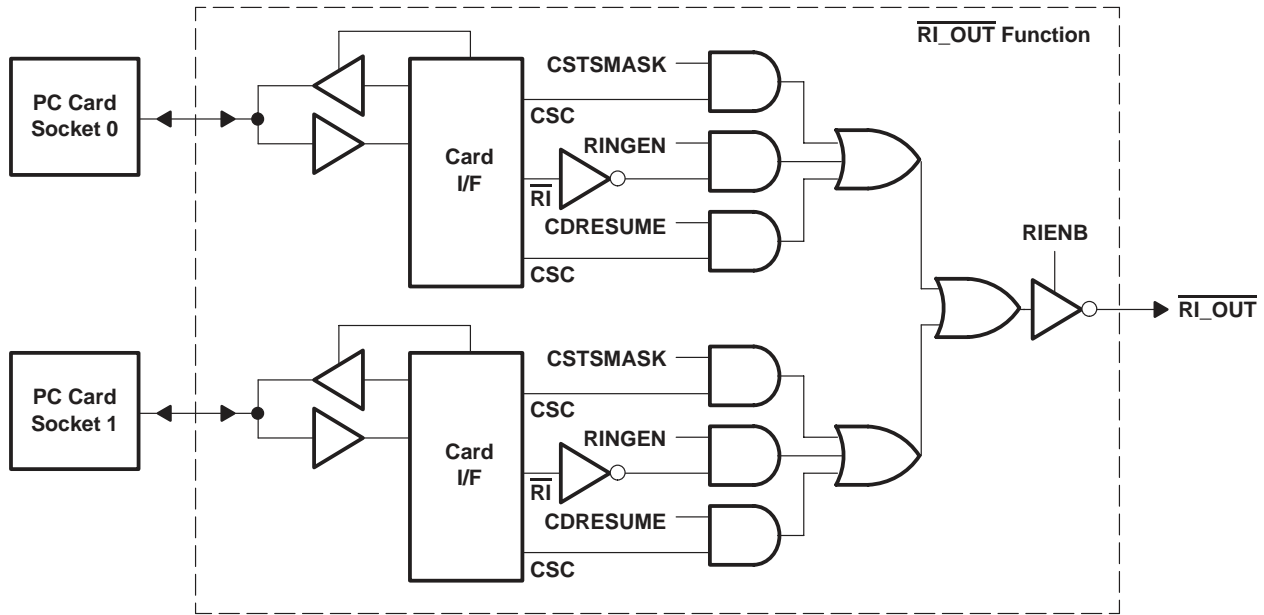 RI_OUT Function
PC Card
Socket 0
Card
I/F
CSTSMASK
CSC
RINGEN
RI
CDRESUME
CSC
RIENB
RI_OUT
PC Card
Socket 1
Card
I/F
CSTSMASK
CSC
RINGEN
RI
CDRESUME
CSC